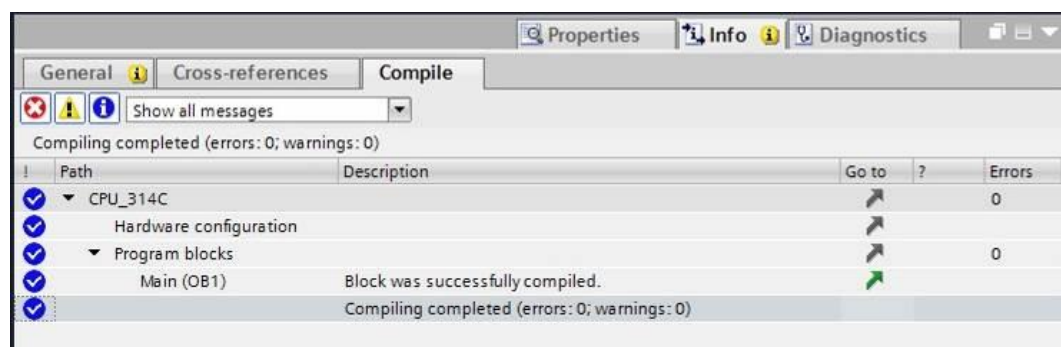 Properties Info Diagnostics
General Cross-references Compile
Show all messages
Compiling completed (errors: 0; warnings: 0)
! Path Description Go to ? Errors
CPU_314C 0
Hardware configuration
Program blocks 0
Main (OB1) Block was successfully compiled.
Compiling completed (errors: 0; warnings: 0)